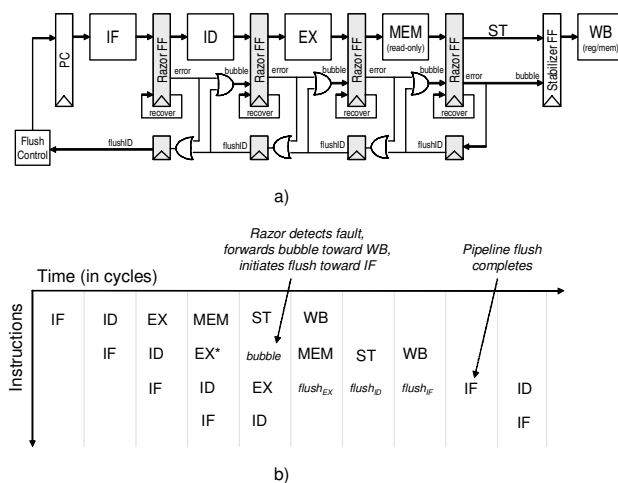 PC
IF
Razor FF
ID
Razor FF
EX
Razor FF
MEM
(read-only)
Razor FF
ST
Stabilizer FF
WB
(reg/mem)
error
bubble
error
bubble
error
bubble
error
bubble
recover
recover
recover
recover
Flush
Control
flushID
flushID
flushID
flushID
a)
Razor detects fault,
forwards bubble toward WB,
initiates flush toward IF
Pipeline flush
completes
Time (in cycles)
Instructions
IF ID EX MEM ST WB
IF ID EX* bubble MEM ST WB
IF ID EX flushEX flushID flushIF IF ID
IF ID IF
b)